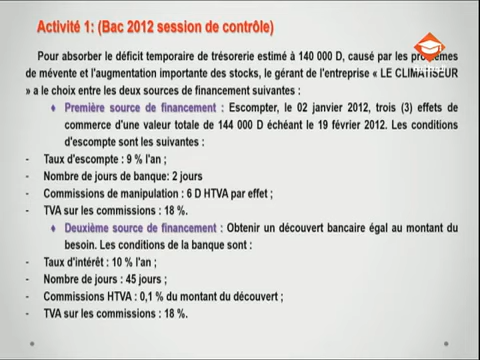 Activité 1: (Bac 2012 session de contrôle)
Pour absorber le déficit temporaire de trésorerie estimé à 140 000 D, causé par les problèmes
de mévente et l'augmentation importante des stocks, le gérant de l'entreprise « LE CLIMATISEUR
» a le choix entre les deux sources de financement suivantes :
♦ Première source de financement : Escompter, le 02 janvier 2012, trois (3) effets de
commerce d'une valeur totale de 144 000 D échéant le 19 février 2012. Les conditions
d'escompte sont les suivantes :
- Taux d'escompte : 9 % l'an ;
- Nombre de jours de banque: 2 jours
- Commissions de manipulation : 6 D HTVA par effet ;
- TVA sur les commissions : 18 %.
♦ Deuxième source de financement : Obtenir un découvert bancaire égal au montant du
besoin. Les conditions de la banque sont :
- Taux d'intérêt : 10 % l'an ;
- Nombre de jours : 45 jours ;
- Commissions HTVA : 0,1 % du montant du découvert ;
- TVA sur les commissions : 18 %.